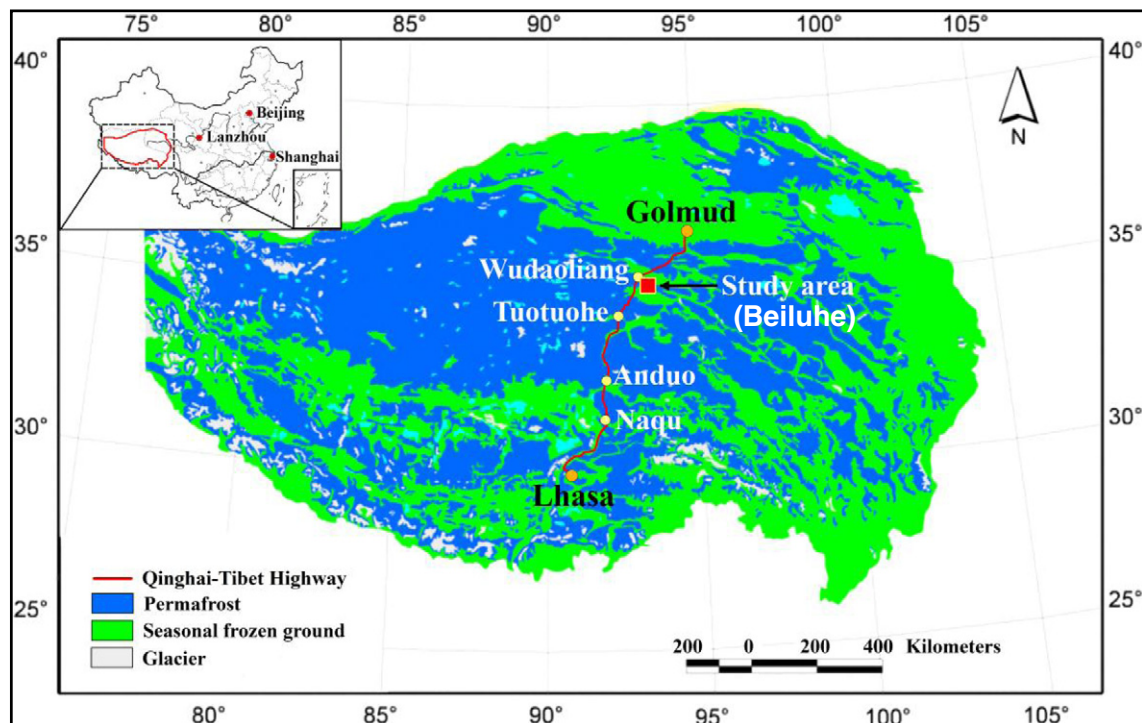 75° 80° 85° 90° 95° 100° 105°
40° 40°
Beijing
Lanzhou
Shanghai
N
Golmud
35° 35°
Wudaoliang
Study area
Tuotuohe
(Beiluhe)
Anduo
30° 30°
Naqu
Lhasa
Qinghai-Tibet Highway
Permafrost
25° 25°
Seasonal frozen ground
200 0 200 400 Kilometers
Glacier
80° 85° 90° 95° 100° 105°